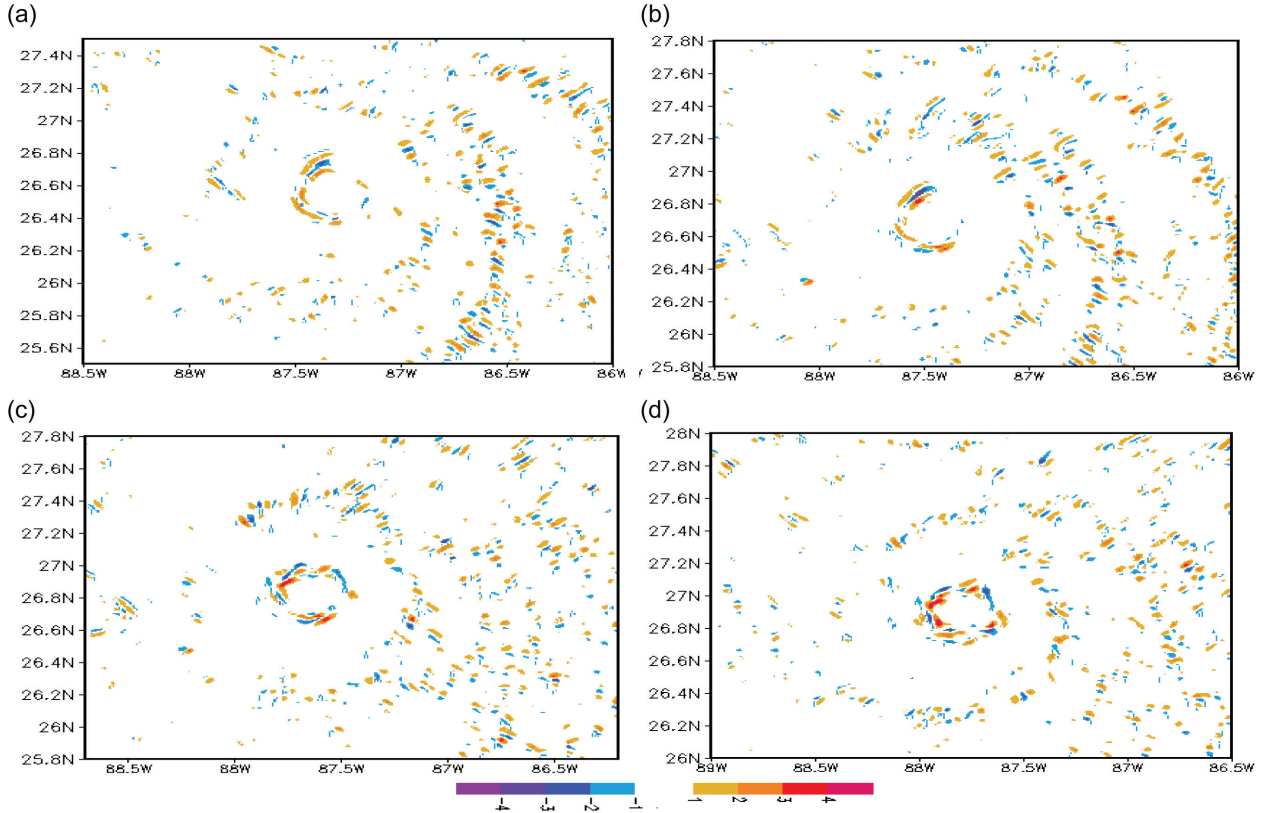 (a)
(b)
27.4N
27.2N
27N
26.8N
26.6N
26.4N
26.2N
26N
25.8N
25.6N
88.5W 88W 87.5W 87W 86.5W 86W
27.8N
27.6N
27.4N
27.2N
27N
26.8N
26.6N
26.4N
26.2N
26N
25.8N
88.5W 88W 87.5W 87W 86.5W 86W
(c)
(d)
27.8N
27.6N
27.4N
27.2N
27N
26.8N
26.6N
26.4N
26.2N
26N
25.8N
88.5W 88W 87.5W 87W 86.5W
28N
27.8N
27.6N
27.4N
27.2N
27N
26.8N
26.6N
26.4N
26.2N
26N
89W 88.5W 88W 87.5W 87W 86.5W
-4 -3 -2 -1 1 2 3 4